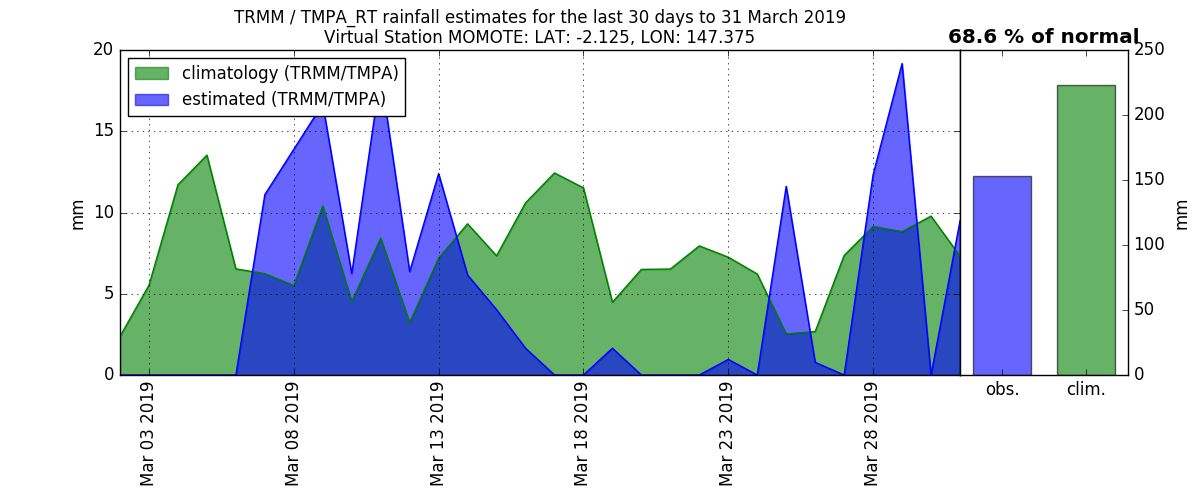 TRMM / TMPA_RT rainfall estimates for the last 30 days to 31 March 2019
Virtual Station MOMOTE: LAT: -2.125, LON: 147.375
68.6 % of normal
climatology (TRMM/TMPA)
estimated (TRMM/TMPA)
20
15
10
5
0
mm
Mar 03 2019
Mar 08 2019
Mar 13 2019
Mar 18 2019
Mar 23 2019
Mar 28 2019
obs.
clim.
250
200
150
100
50
0
mm